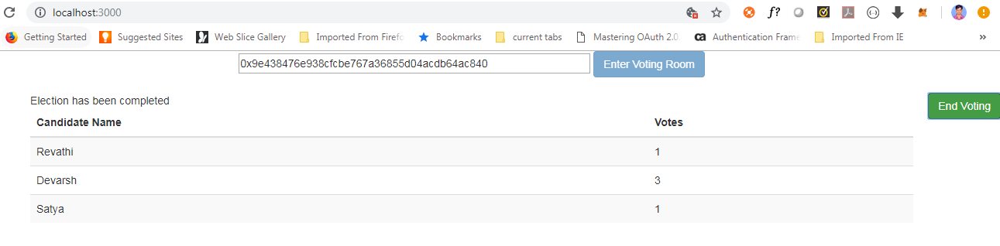 localhost:3000
f?
Getting Started Suggested Sites Web Slice Gallery Imported From Firefo Bookmarks current tabs Mastering OAuth 2.0 ca Authentication Frame Imported From IE »
0x9e438476e938cfcbe767a36855d04acdb64ac840 Enter Voting Room
Election has been completed
End Voting
Candidate Name Votes
Revathi 1
Devarsh 3
Satya 1